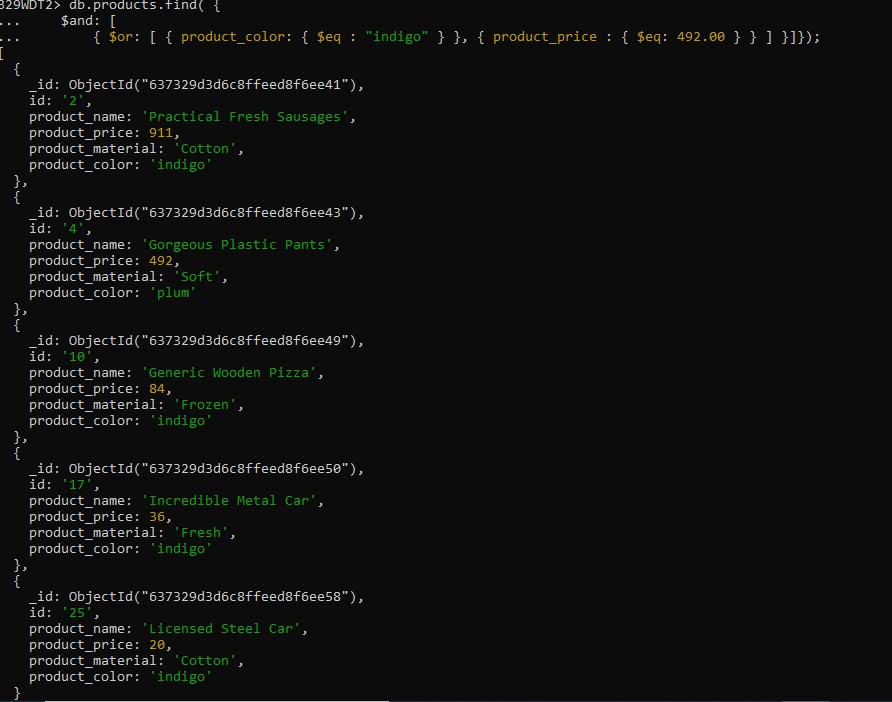 329WDT2> db.products.find( {
...     $and: [
...         { $or: [ { product_color: { $eq : "indigo" } }, { product_price : { $eq: 492.00 } } ] }]});
[
  {
    _id: ObjectId("637329d3d6c8ffeed8f6ee41"),
    id: '2',
    product_name: 'Practical Fresh Sausages',
    product_price: 911,
    product_material: 'Cotton',
    product_color: 'indigo'
  },
  {
    _id: ObjectId("637329d3d6c8ffeed8f6ee43"),
    id: '4',
    product_name: 'Gorgeous Plastic Pants',
    product_price: 492,
    product_material: 'Soft',
    product_color: 'plum'
  },
  {
    _id: ObjectId("637329d3d6c8ffeed8f6ee49"),
    id: '10',
    product_name: 'Generic Wooden Pizza',
    product_price: 84,
    product_material: 'Frozen',
    product_color: 'indigo'
  },
  {
    _id: ObjectId("637329d3d6c8ffeed8f6ee50"),
    id: '17',
    product_name: 'Incredible Metal Car',
    product_price: 36,
    product_material: 'Fresh',
    product_color: 'indigo'
  },
  {
    _id: ObjectId("637329d3d6c8ffeed8f6ee58"),
    id: '25',
    product_name: 'Licensed Steel Car',
    product_price: 20,
    product_material: 'Cotton',
    product_color: 'indigo'
  }